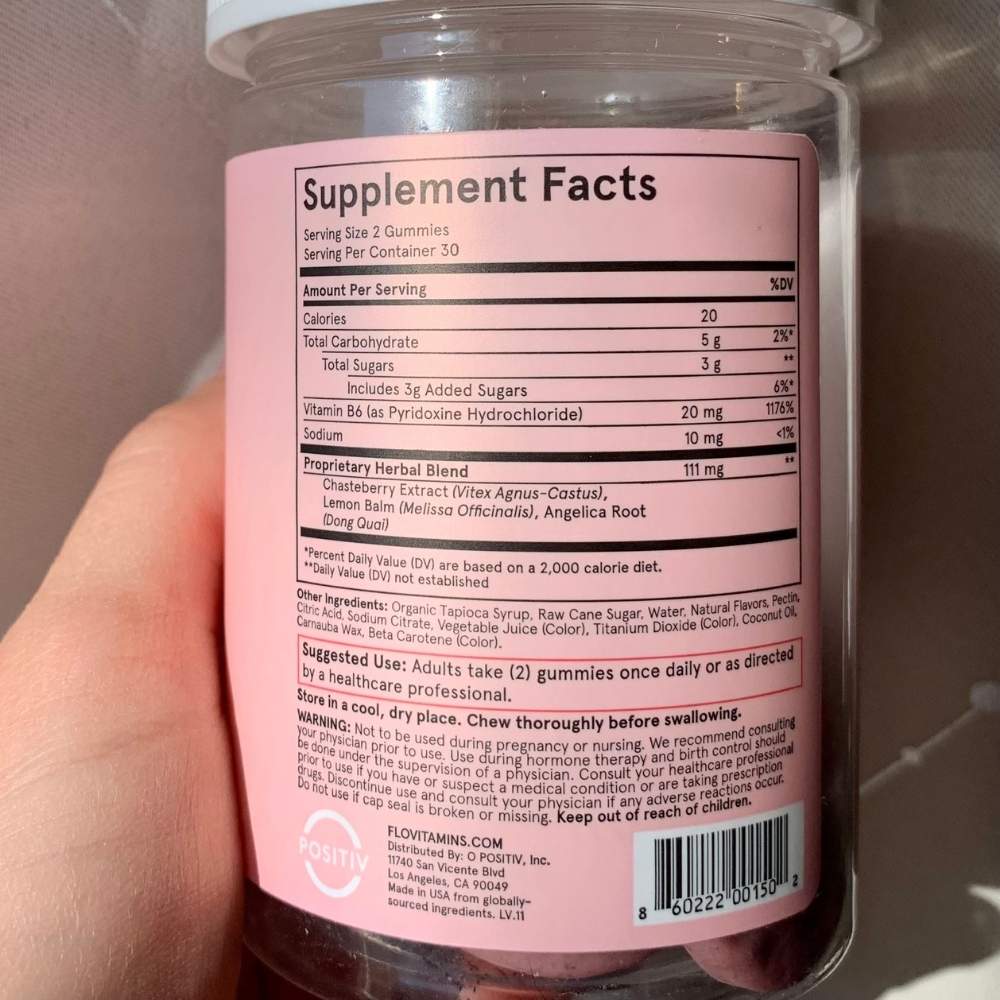 Supplement Facts
Serving Size 2 Gummies
Serving Per Container 30
Amount Per Serving %DV
Calories 20
Total Carbohydrate 5 g 2%*
Total Sugars 3 g **
Includes 3g Added Sugars 6%*
Vitamin B6 (as Pyridoxine Hydrochloride) 20 mg 1176%
Sodium 10 mg <1%
Proprietary Herbal Blend 111 mg **
Chasteberry Extract (Vitex Agnus-Castus),
Lemon Balm (Melissa Officinalis), Angelica Root
(Dong Quai)
*Percent Daily Value (DV) are based on a 2,000 calorie diet.
**Daily Value (DV) not established
Other Ingredients: Organic Tapioca Syrup, Raw Cane Sugar, Water, Natural Flavors, Pectin,
Citric Acid, Sodium Citrate, Vegetable Juice (Color), Titanium Dioxide (Color), Coconut Oil,
Carnauba Wax, Beta Carotene (Color).
Suggested Use: Adults take (2) gummies once daily or as directed
by a healthcare professional.
Store in a cool, dry place. Chew thoroughly before swallowing.
WARNING: Not to be used during pregnancy or nursing. We recommend consulting
your physician prior to use. Use during hormone therapy and birth control should
be done under the supervision of a physician. Consult your healthcare professional
prior to use if you have or suspect a medical condition or are taking prescription
drugs. Discontinue use and consult your physician if any adverse reactions occur.
Do not use if cap seal is broken or missing. Keep out of reach of children.
POSITIV
FLOVITAMINS.COM
Distributed By: O POSITIV, Inc.
11740 San Vicente Blvd
Los Angeles, CA 90049
Made in USA from globally-
sourced ingredients. LV.11
8 60222 00150 2